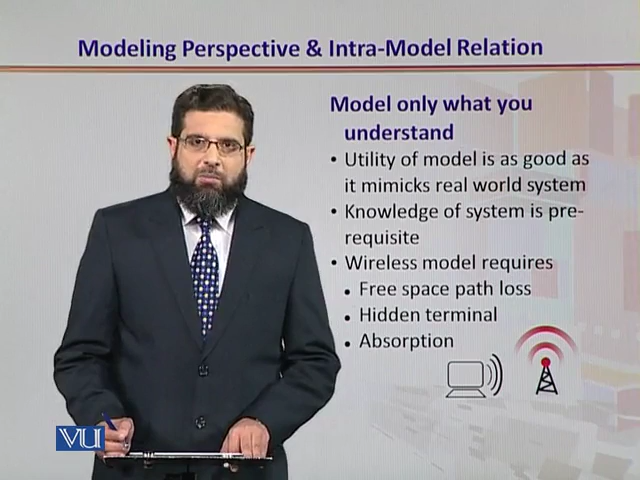 Modeling Perspective & Intra-Model Relation
Model only what you
understand
• Utility of model is as good as
it mimicks real world system
• Knowledge of system is pre-
requisite
• Wireless model requires
• Free space path loss
• Hidden terminal
• Absorption
VU